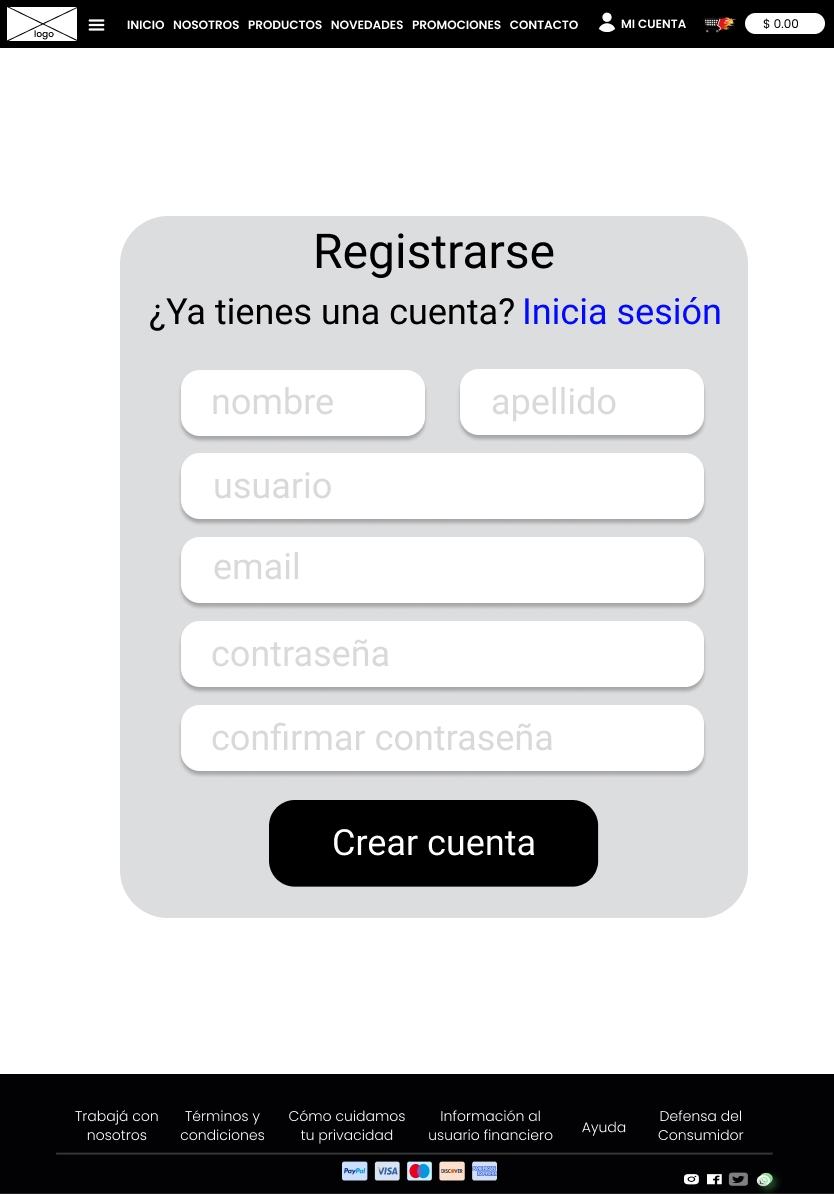 logo
INICIO NOSOTROS PRODUCTOS NOVEDADES PROMOCIONES CONTACTO MI CUENTA $ 0.00
Registrarse
¿Ya tienes una cuenta? Inicia sesión
nombre apellido
usuario
email
contraseña
confirmar contraseña
Crear cuenta
Trabajá con nosotros
Términos y condiciones
Cómo cuidamos tu privacidad
Información al usuario financiero
Ayuda
Defensa del Consumidor
PayPal VISA DISCOVER AMERICAN EXPRESS